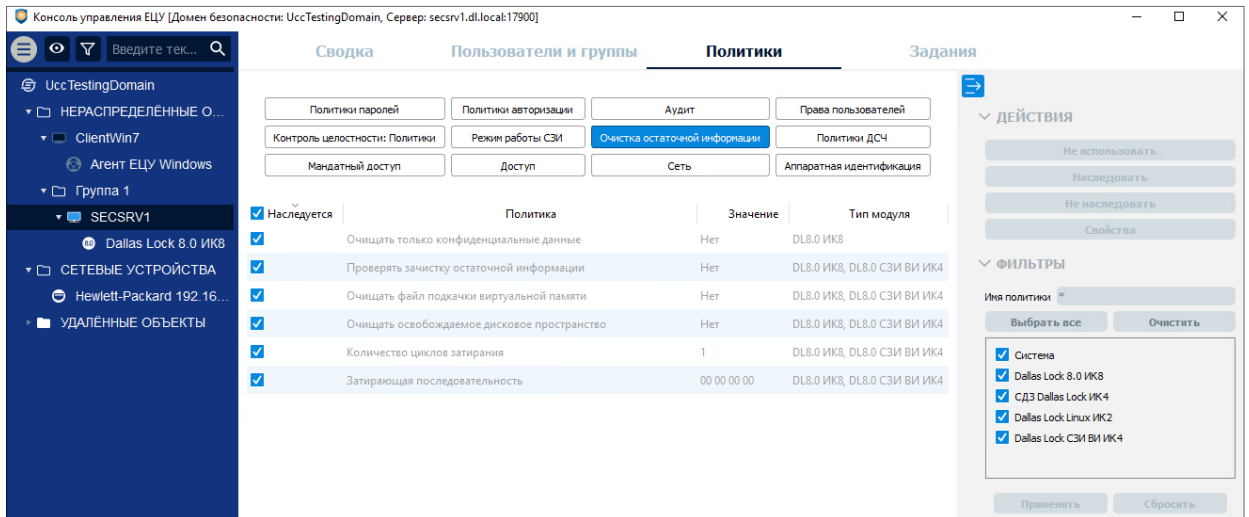 Консоль управления ЕЦУ [Домен безопасности: UccTestingDomain, Сервер: secsrv1.dl.local:17900]
Введите тек...
Сводка Пользователи и группы Политики Задания
UccTestingDomain
НЕРАСПРЕДЕЛЁННЫЕ О...
ClientWin7
Агент ЕЦУ Windows
Группа 1
SECSRV1
8.0 Dallas Lock 8.0 ИК8
СЕТЕВЫЕ УСТРОЙСТВА
Hewlett-Packard 192.16...
УДАЛЁННЫЕ ОБЪЕКТЫ
Политики паролей Политики авторизации Аудит Права пользователей
Контроль целостности: Политики Режим работы СЗИ Очистка остаточной информации Политики ДСЧ
Мандатный доступ Доступ Сеть Аппаратная идентификация
Наследуется Политика Значение Тип модуля
Очищать только конфиденциальные данные Нет DL8.0 ИК8
Проверять зачистку остаточной информации Нет DL8.0 ИК8, DL8.0 СЗИ ВИ ИК4
Очищать файл подкачки виртуальной памяти Нет DL8.0 ИК8, DL8.0 СЗИ ВИ ИК4
Очищать освобождаемое дисковое пространство Нет DL8.0 ИК8, DL8.0 СЗИ ВИ ИК4
Количество циклов затирания 1 DL8.0 ИК8, DL8.0 СЗИ ВИ ИК4
Затирающая последовательность 00 00 00 00 DL8.0 ИК8, DL8.0 СЗИ ВИ ИК4
ДЕЙСТВИЯ
Не использовать
Наследовать
Не наследовать
Свойства
ФИЛЬТРЫ
Имя политики *
Выбрать все Очистить
Система
Dallas Lock 8.0 ИК8
СДЗ Dallas Lock ИК4
Dallas Lock Linux ИК2
Dallas Lock СЗИ ВИ ИК4
Применить Сбросить